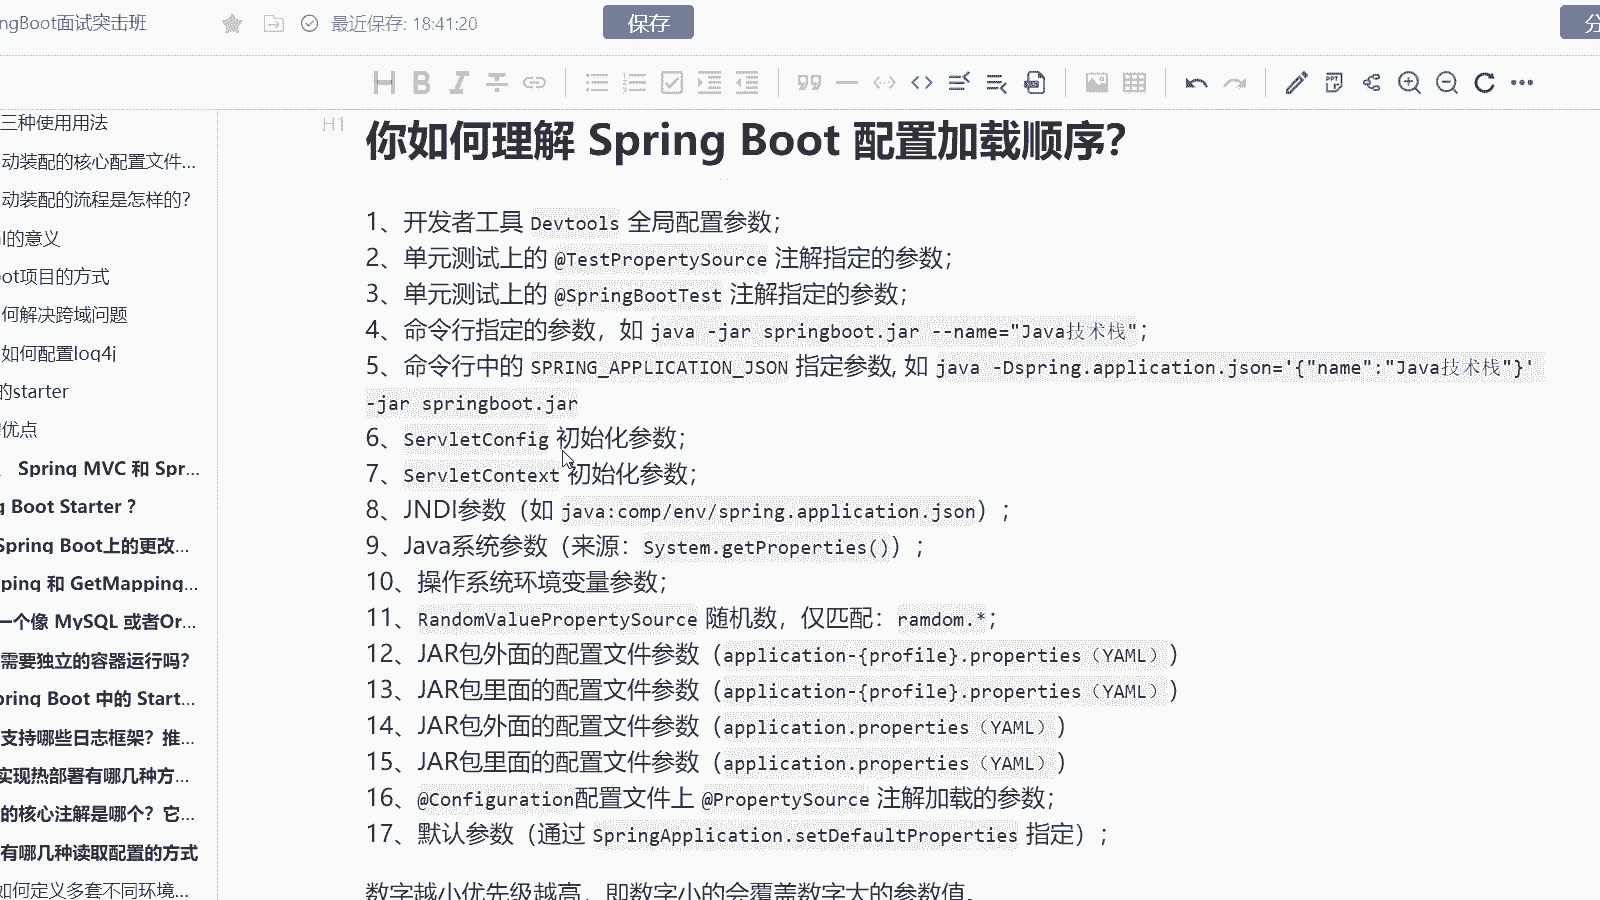 ngBoot面试突击班
最近保存: 18:41:20
保存
三种使用用法
动装配的核心配置文件...
动装配的流程是怎样的?
的意义
ot项目的方式
何解决跨域问题
如何配置log4j
的starter
优点
Spring MVC 和 Spr...
g Boot Starter ?
Spring Boot上的更改...
ping 和 GetMapping...
一个像 MySQL 或者Or...
需要独立的容器运行吗?
pring Boot 中的 Start...
支持哪些日志框架? 推...
实现热部署有哪几种方...
的核心注解是哪个? 它...
有哪几种读取配置的方式
如何定义多套不同环境...
H1
你如何理解 Spring Boot 配置加载顺序?
1、开发者工具 Devtools 全局配置参数;
2、单元测试上的 @TestPropertySource 注解指定的参数;
3、单元测试上的 @SpringBootTest 注解指定的参数;
4、命令行指定的参数，如 java -jar springboot.jar --name="Java技术栈";
5、命令行中的 SPRING_APPLICATION_JSON 指定参数, 如 java -Dspring.application.json='{"name":"Java技术栈"}'
-jar springboot.jar
6、ServletConfig 初始化参数;
7、ServletContext 初始化参数;
8、JNDI参数（如 java:comp/env/spring.application.json）;
9、Java系统参数（来源：System.getProperties()）;
10、操作系统环境变量参数;
11、RandomValuePropertySource 随机数，仅匹配：ramdom.*;
12、JAR包外面的配置文件参数（application-{profile}.properties（YAML））
13、JAR包里面的配置文件参数（application-{profile}.properties（YAML））
14、JAR包外面的配置文件参数（application.properties（YAML））
15、JAR包里面的配置文件参数（application.properties（YAML））
16、@Configuration配置文件上 @PropertySource 注解加载的参数;
17、默认参数（通过 SpringApplication.setDefaultProperties 指定）;
数字越小优先级越高，即数字小的会覆盖数字大的参数值。